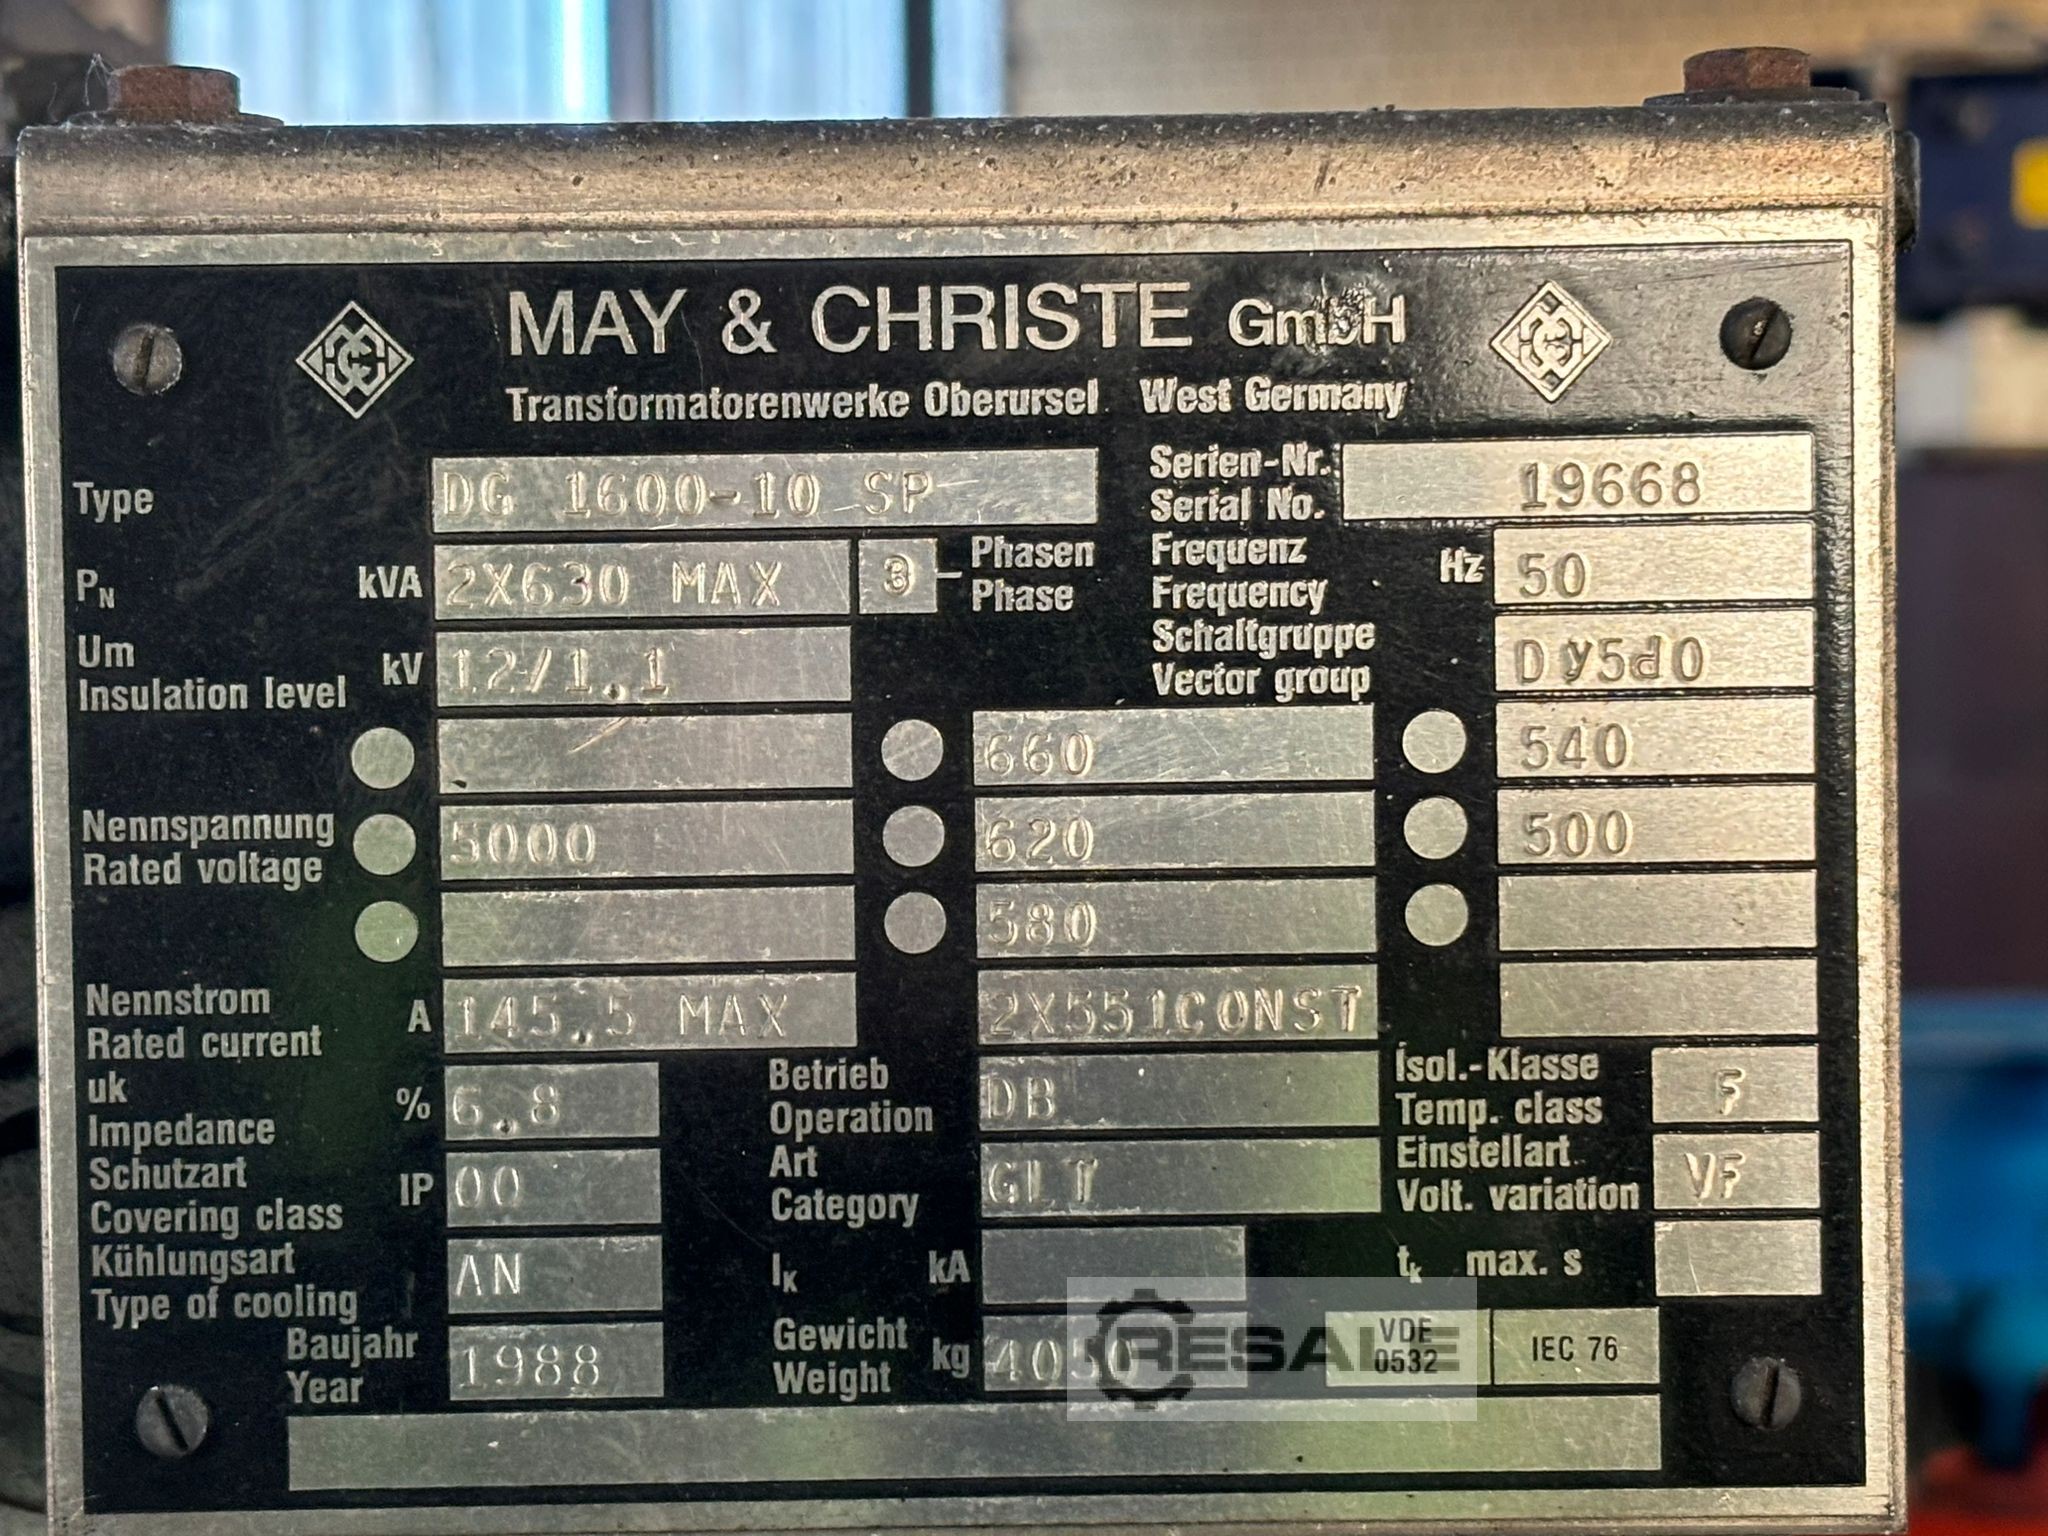 MAY & CHRISTE GmbH
Transformatorenwerke Oberursel West Germany
Type DG 1600-10 SP Serien-Nr. Serial No. 19668
PN kVA 2X630 MAX 3 Phasen Phase Frequenz Frequency Hz 50
Um Insulation level kV 12/1.1 Schaltgruppe Vector group Dy5d0
660 540
Nennspannung Rated voltage 5000 620 500
580
Nennstrom Rated current A 145.5 MAX 2X551CONST
uk Impedance % 6.8 Betrieb Operation DB Isol.-Klasse Temp. class F
Schutzart Covering class IP 00 Art Category GLT Einstellart Volt. variation VF
Kühlungsart Type of cooling AN IK kA tk max. s
Baujahr Year 1988 Gewicht Weight kg VDE 0532 IEC 76
RESALE